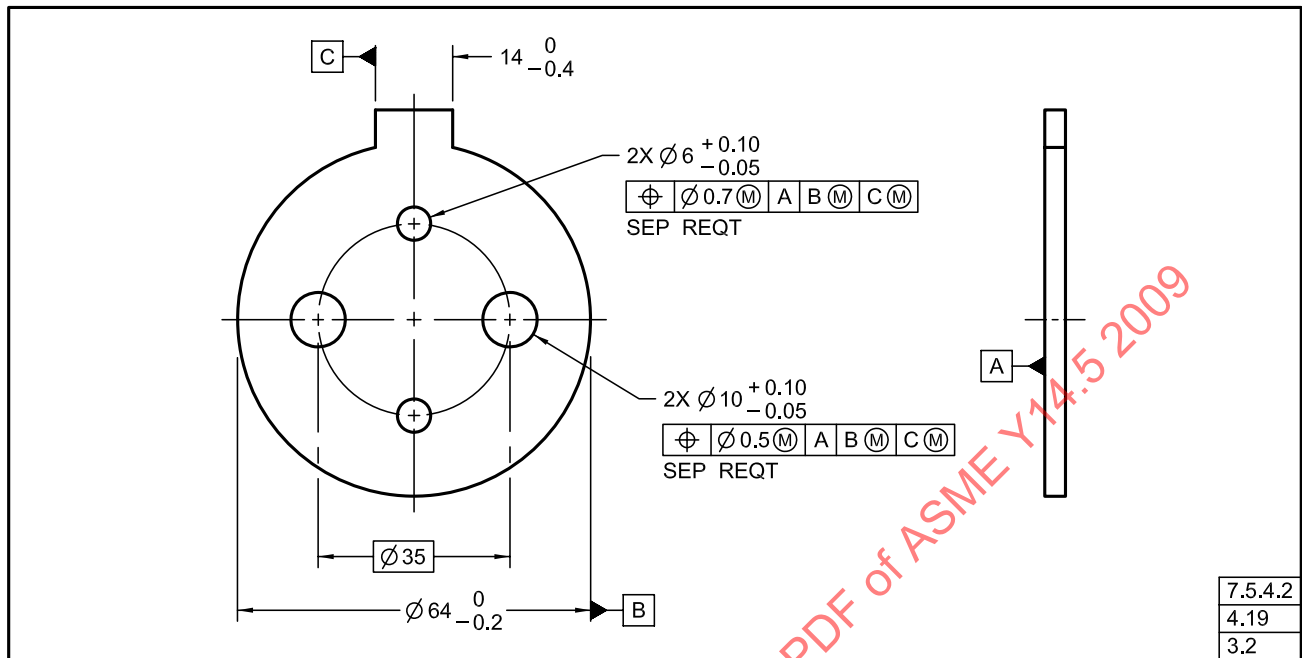 C
14 0 −0.4
2X ⌀6 +0.10 −0.05
⌖ ⌀0.7Ⓜ A BⓂ CⓂ
SEP REQT
A
2X ⌀10 +0.10 −0.05
⌖ ⌀0.5Ⓜ A BⓂ CⓂ
SEP REQT
⌀35
⌀64 0 −0.2
B
PDF of ASME Y14.5 2009
7.5.4.2
4.19
3.2